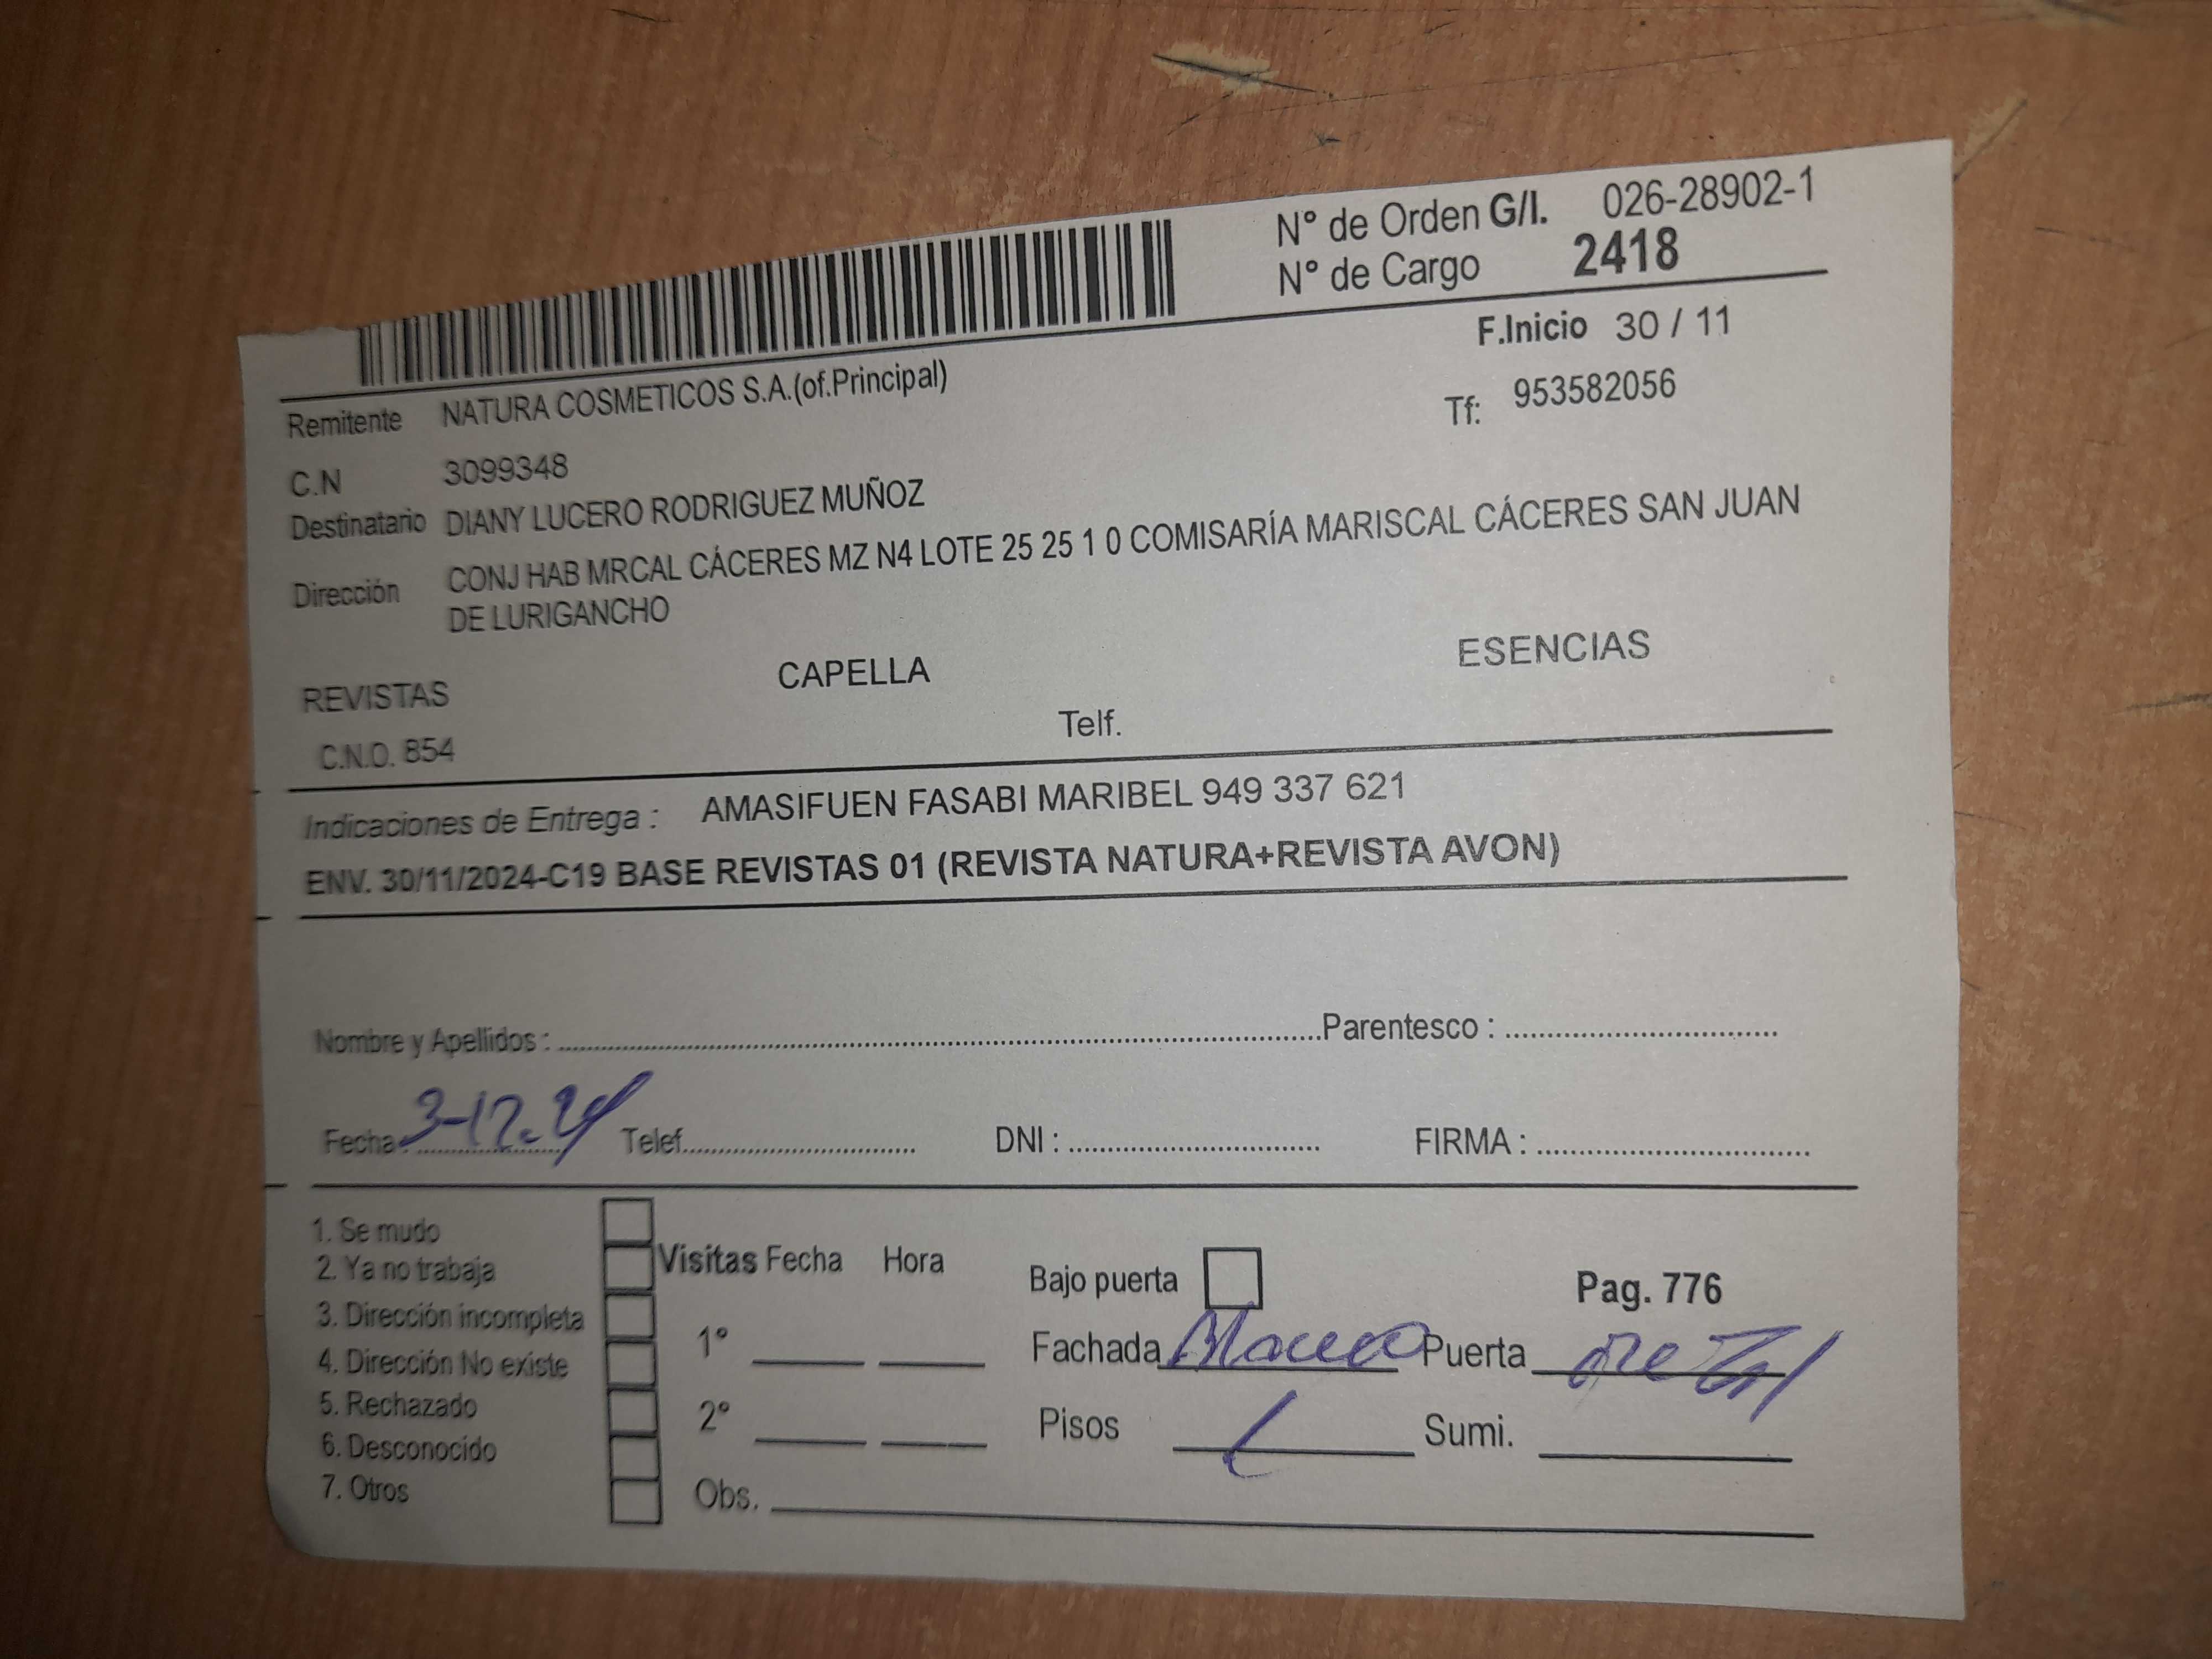 N° de Orden G/I. 026-28902-1
N° de Cargo 2418
F.Inicio 30 / 11
Remitente NATURA COSMETICOS S.A.(of.Principal)
Tf: 953582056
C.N 3099348
Destinatario DIANY LUCERO RODRIGUEZ MUÑOZ
Dirección CONJ HAB MRCAL CÁCERES MZ N4 LOTE 25 25 1 0 COMISARÍA MARISCAL CÁCERES SAN JUAN
DE LURIGANCHO
REVISTAS CAPELLA ESENCIAS
C.N.O. 854 Telf.
Indicaciones de Entrega : AMASIFUEN FASABI MARIBEL 949 337 621
ENV. 30/11/2024-C19 BASE REVISTAS 01 (REVISTA NATURA+REVISTA AVON)
Nombre y Apellidos : Parentesco :
Fecha : 3-12-24 Telef. DNI : FIRMA :
1. Se mudo
2. Ya no trabaja
3. Dirección incompleta
4. Dirección No existe
5. Rechazado
6. Desconocido
7. Otros
Visitas Fecha Hora
1°
2°
Obs.
Bajo puerta Pag. 776
Fachada Blanco Puerta metal
Pisos 1 Sumi.